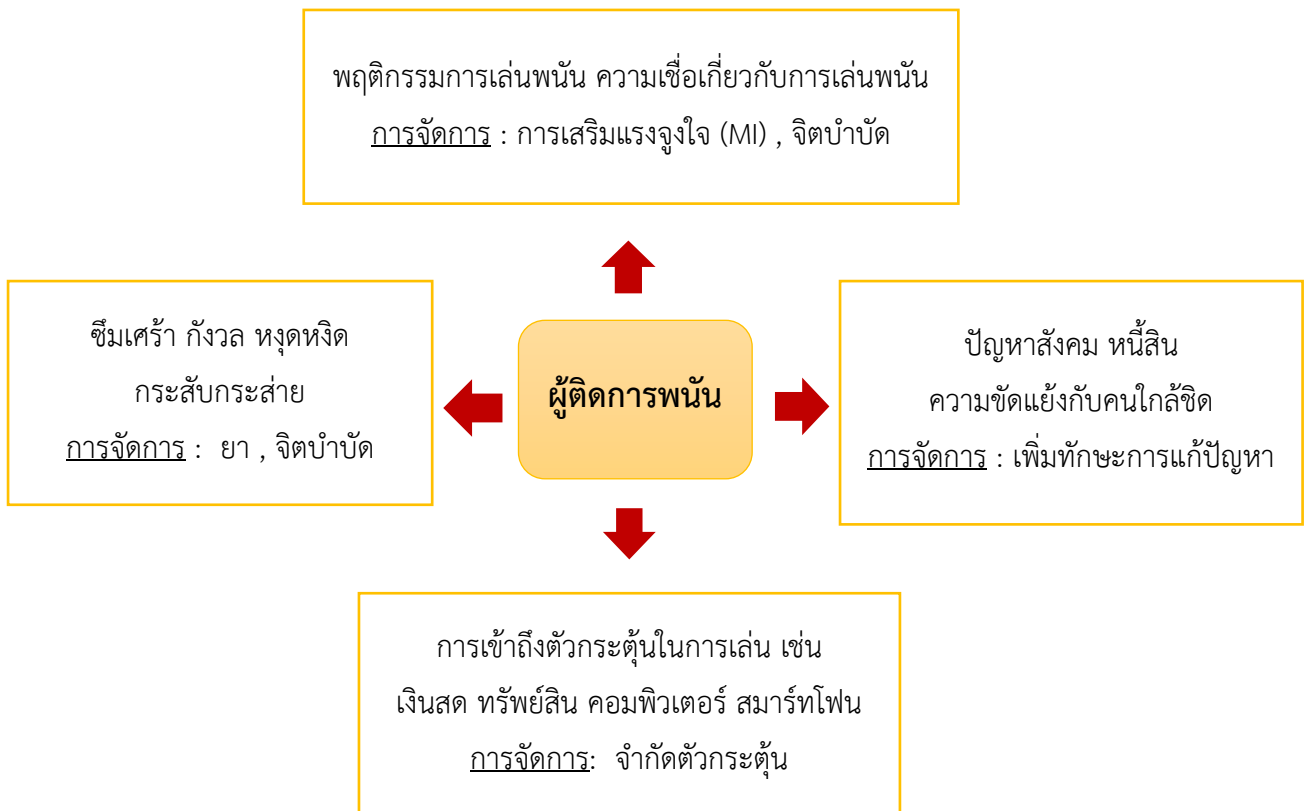 พฤติกรรมการเล่นพนัน ความเชื่อเกี่ยวกับการเล่นพนัน
การจัดการ : การเสริมแรงจูงใจ (MI) , จิตบำบัด
ซึมเศร้า กังวล หงุดหงิด
กระสับกระส่าย
การจัดการ : ยา , จิตบำบัด
ผู้ติดการพนัน
ปัญหาสังคม หนี้สิน
ความขัดแย้งกับคนใกล้ชิด
การจัดการ : เพิ่มทักษะการแก้ปัญหา
การเข้าถึงตัวกระตุ้นในการเล่น เช่น
เงินสด ทรัพย์สิน คอมพิวเตอร์ สมาร์ทโฟน
การจัดการ: จำกัดตัวกระตุ้น